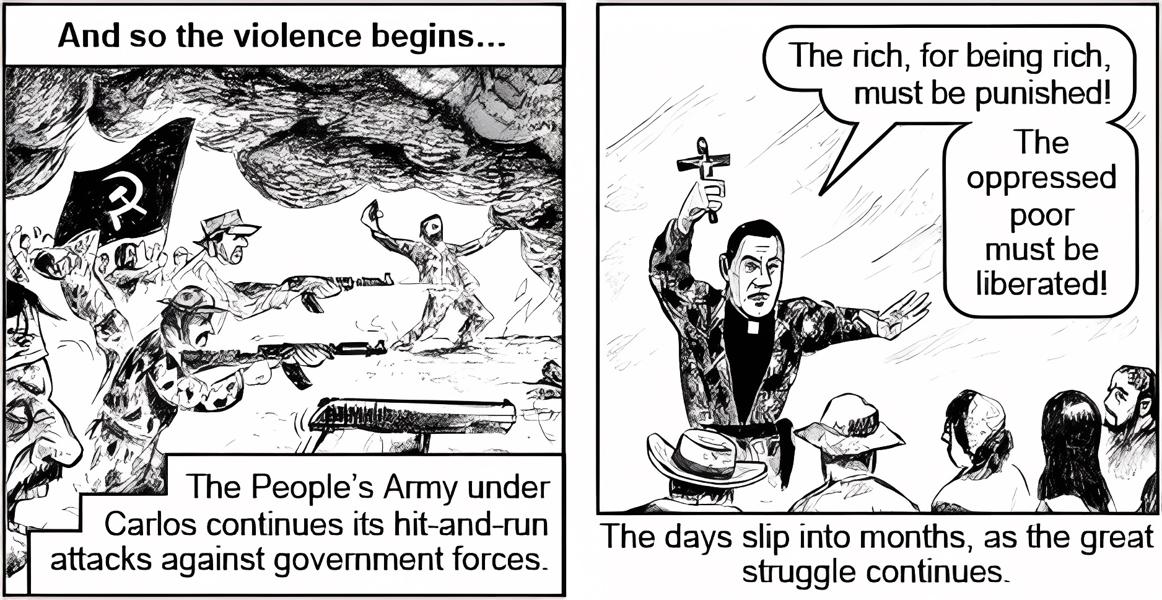 And so the violence begins...
The People's Army under
Carlos continues its hit-and-run
attacks against government forces.
The rich, for being rich,
must be punished!
The
oppressed
poor
must be
liberated!
The days slip into months, as the great
struggle continues.